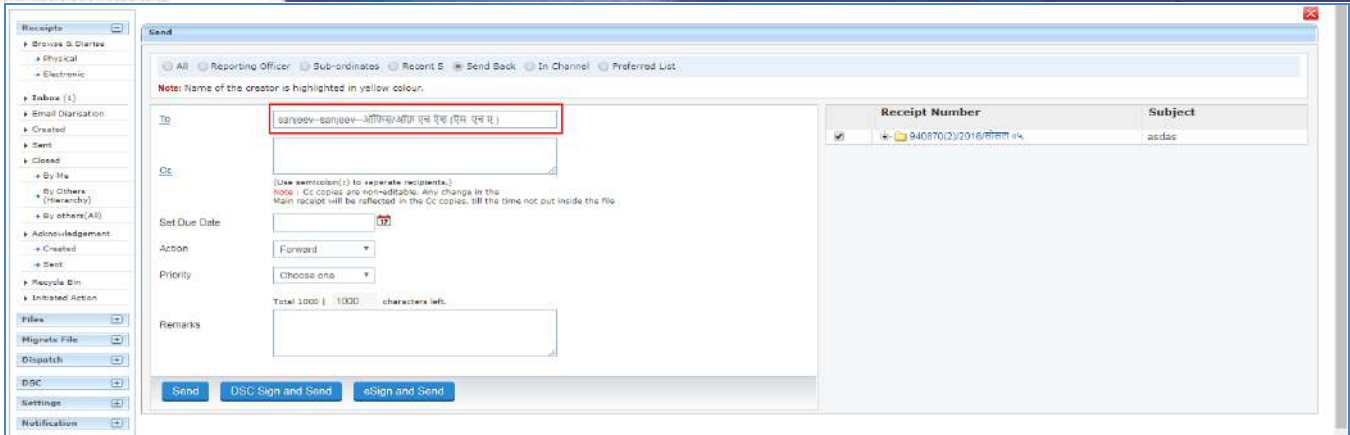 Receipts
Browse & Diarise
Physical
Electronic
Inbox (1)
Email Diarisation
Created
Sent
Closed
By Me
By Others
(Hierarchy)
By others(All)
Acknowledgement
Created
Sent
Recycle Bin
Initiated Action
Files
Migrate File
Dispatch
DSC
Settings
Notification
Send
All Reporting Officer Sub-ordinates Recent 5 Send Back In Channel Preferred List
Note: Name of the creator is highlighted in yellow colour.
To
sanjeev--sanjeev--
Cc
(Use semicolon(;) to seperate recipients.)
Note : Cc copies are non-editable. Any change in the
Main receipt will be reflected in the Cc copies, till the time not put inside the file
Set Due Date
Action Forward
Priority Choose one
Total 1000 | 1000 characters left.
Remarks
Send DSC Sign and Send eSign and Send
Receipt Number Subject
940870(2)/2016/ asdas